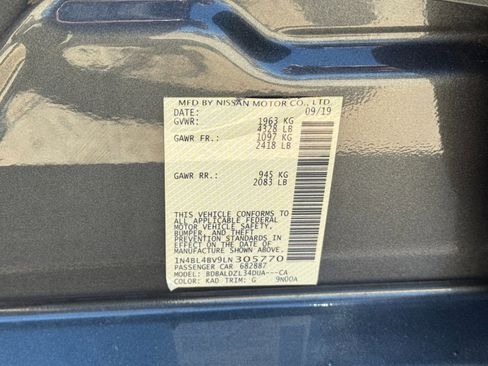 MFD BY NISSAN MOTOR CO., LTD.
DATE: 09/19
GVWR: 1963 KG
4328 LB
GAWR FR.: 1097 KG
2418 LB
GAWR RR.: 945 KG
2083 LB
THIS VEHICLE CONFORMS TO
ALL APPLICABLE FEDERAL
MOTOR VEHICLE SAFETY,
BUMPER, AND THEFT
PREVENTION STANDARDS IN
EFFECT ON THE DATE OF
MANUFACTURE SHOWN ABOVE.
1N4BL4BV9LN305770
PASSENGER CAR 682887
MODEL: BDBALDZL34DUA---CA
COLOR: KAD TRIM: G 9N00A